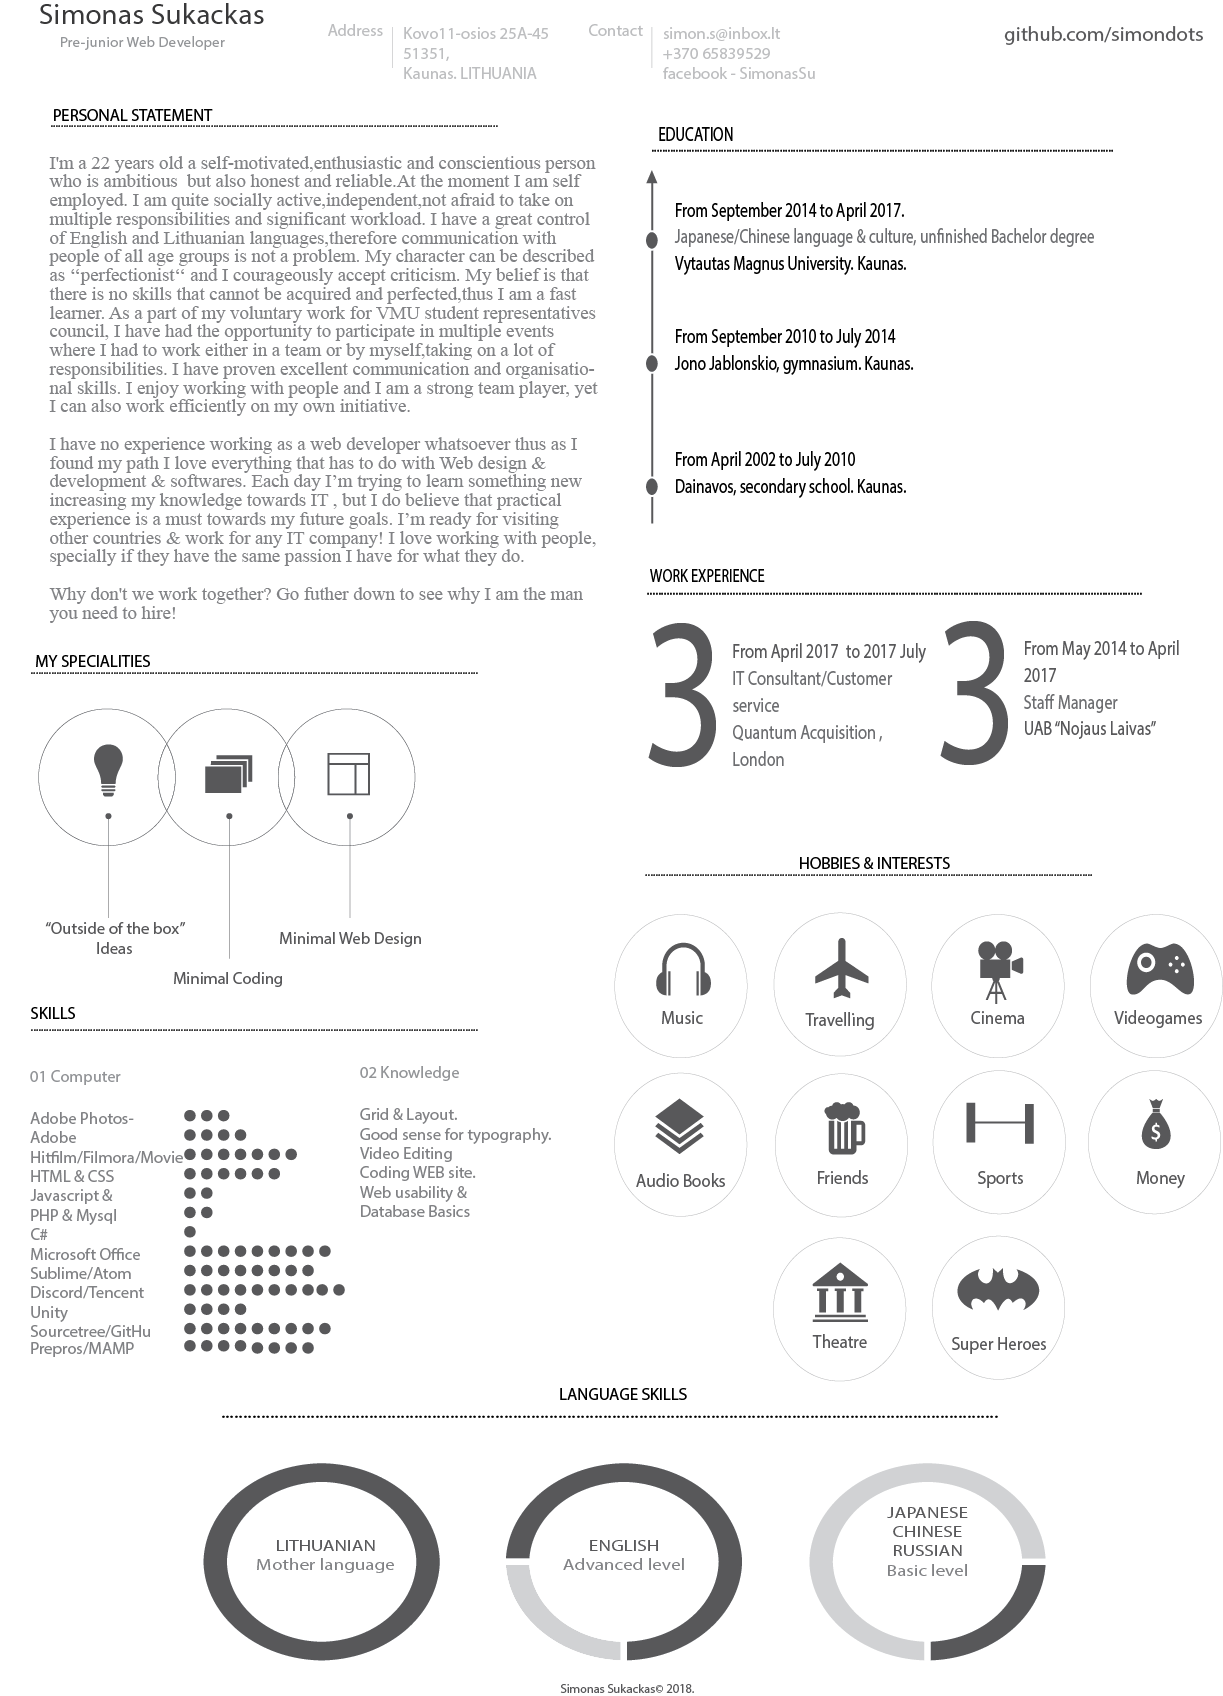 Simonas Sukackas
Pre-junior Web Developer
Address
Kovo11-osios 25A-45
51351,
Kaunas. LITHUANIA
Contact
simon.s@inbox.lt
+370 65839529
facebook - SimonasSu
github.com/simondots
PERSONAL STATEMENT
I'm a 22 years old a self-motivated,enthusiastic and conscientious person
who is ambitious  but also honest and reliable.At the moment I am self
employed. I am quite socially active,independent,not afraid to take on
multiple responsibilities and significant workload. I have a great control
of English and Lithuanian languages,therefore communication with
people of all age groups is not a problem. My character can be described
as “perfectionist“ and I courageously accept criticism. My belief is that
there is no skills that cannot be acquired and perfected,thus I am a fast
learner. As a part of my voluntary work for VMU student representatives
council, I have had the opportunity to participate in multiple events
where I had to work either in a team or by myself,taking on a lot of
responsibilities. I have proven excellent communication and organisatio-
nal skills. I enjoy working with people and I am a strong team player, yet
I can also work efficiently on my own initiative.
I have no experience working as a web developer whatsoever thus as I
found my path I love everything that has to do with Web design &
development & softwares. Each day I’m trying to learn something new
increasing my knowledge towards IT , but I do believe that practical
experience is a must towards my future goals. I’m ready for visiting
other countries & work for any IT company! I love working with people,
specially if they have the same passion I have for what they do.
Why don't we work together? Go futher down to see why I am the man
you need to hire!
MY SPECIALITIES
“Outside of the box”
Ideas
Minimal Coding
Minimal Web Design
SKILLS
01 Computer
Adobe Photos-
Adobe
Hitfilm/Filmora/Movie
HTML & CSS
Javascript &
PHP & Mysql
C#
Microsoft Office
Sublime/Atom
Discord/Tencent
Unity
Sourcetree/GitHu
Prepros/MAMP
02 Knowledge
Grid & Layout.
Good sense for typography.
Video Editing
Coding WEB site.
Web usability &
Database Basics
EDUCATION
From September 2014 to April 2017.
Japanese/Chinese language & culture, unfinished Bachelor degree
Vytautas Magnus University. Kaunas.
From September 2010 to July 2014
Jono Jablonskio, gymnasium. Kaunas.
From April 2002 to July 2010
Dainavos, secondary school. Kaunas.
WORK EXPERIENCE
3
From April 2017  to 2017 July
IT Consultant/Customer
service
Quantum Acquisition ,
London
3
From May 2014 to April
2017
Staff Manager
UAB “Nojaus Laivas”
HOBBIES & INTERESTS
Music
Travelling
Cinema
Videogames
Audio Books
Friends
Sports
$
Money
Theatre
Super Heroes
LANGUAGE SKILLS
LITHUANIAN
Mother language
ENGLISH
Advanced level
JAPANESE
CHINESE
RUSSIAN
Basic level
Simonas Sukackas© 2018.